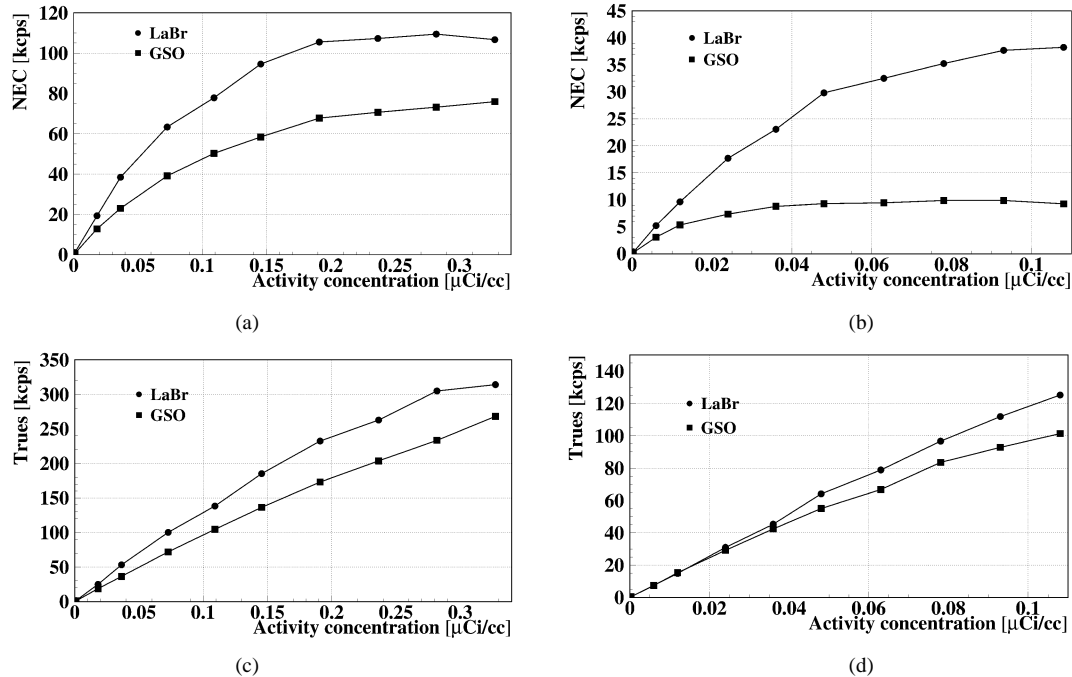 NEC [kcps]
120
100
80
60
40
20
0
LaBr
GSO
0 0.05 0.1 0.15 0.2 0.25 0.3
Activity concentration [μCi/cc]
(a)
NEC [kcps]
45
40
35
30
25
20
15
10
5
0
LaBr
GSO
0 0.02 0.04 0.06 0.08 0.1
Activity concentration [μCi/cc]
(b)
Trues [kcps]
350
300
250
200
150
100
50
0
LaBr
GSO
0 0.05 0.1 0.15 0.2 0.25 0.3
Activity concentration [μCi/cc]
(c)
Trues [kcps]
140
120
100
80
60
40
20
0
LaBr
GSO
0 0.02 0.04 0.06 0.08 0.1
Activity concentration [μCi/cc]
(d)